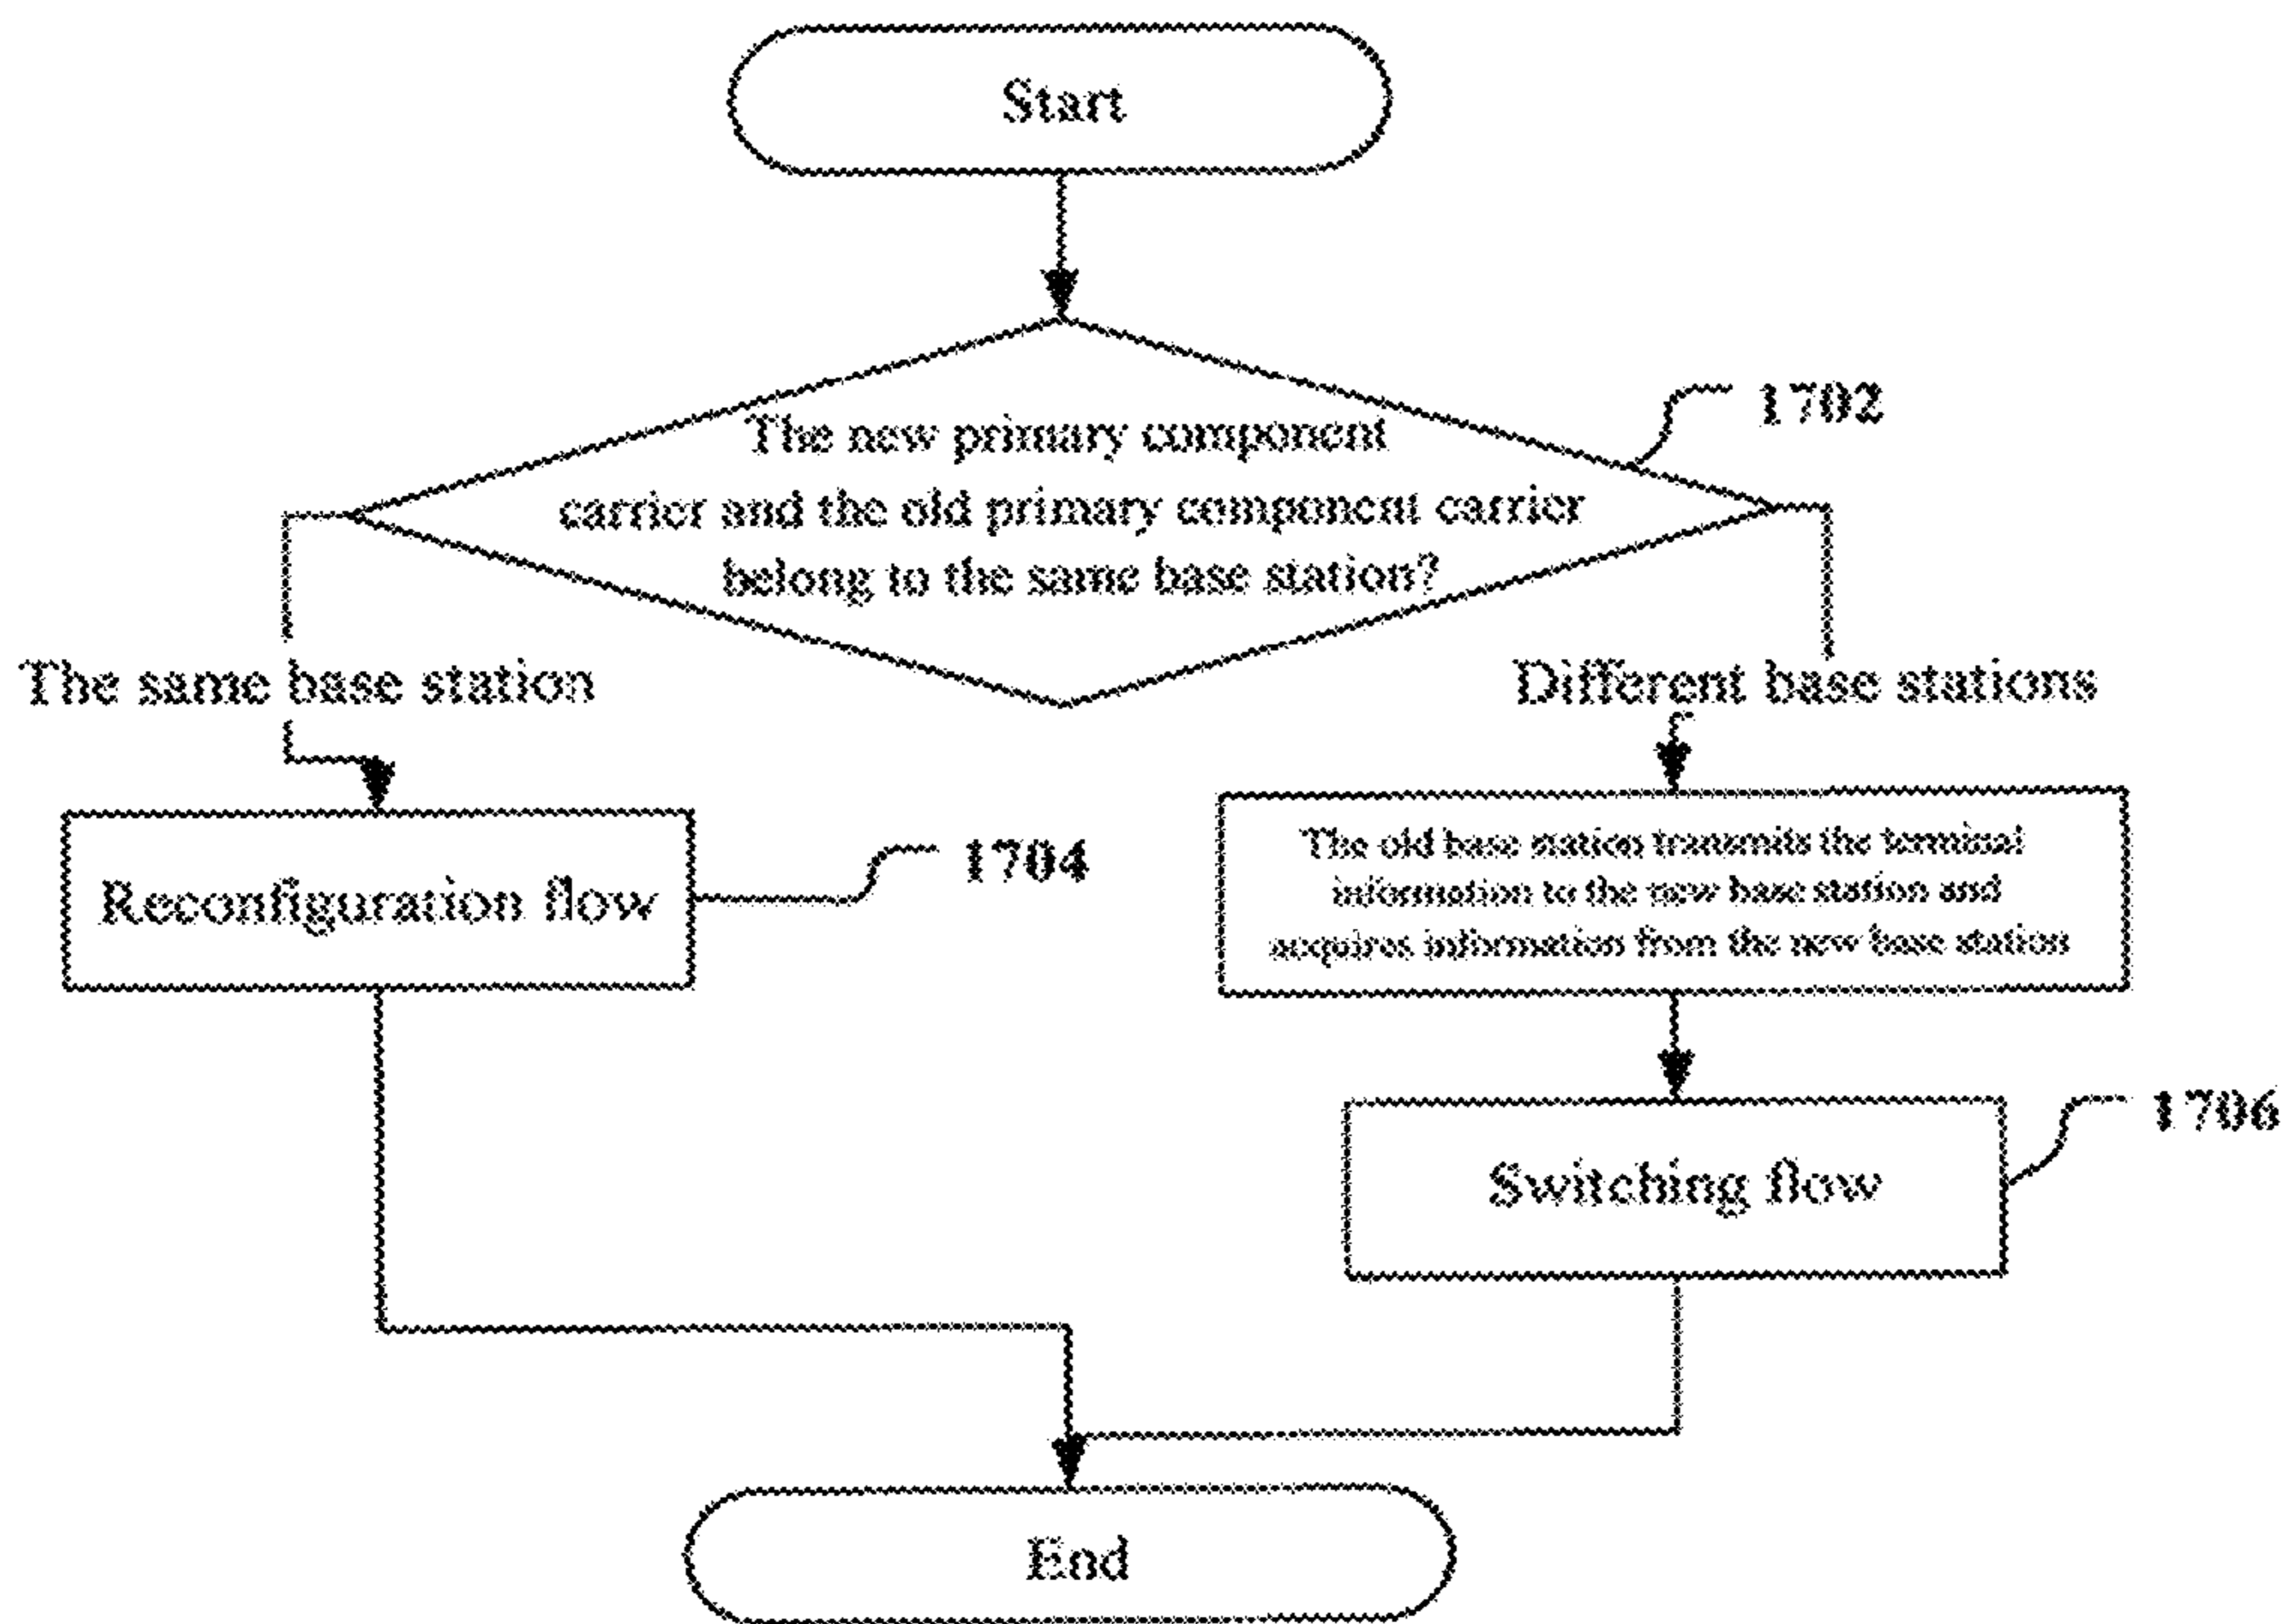 Start
The new primary component
carrier and the old primary component carrier
belong to the same base station?
1702
The same base station
Different base stations
Reconfiguration flow
1704
The old base station transmits the terminal
information to the new base station and
acquires information from the new base station
Switching flow
1706
End